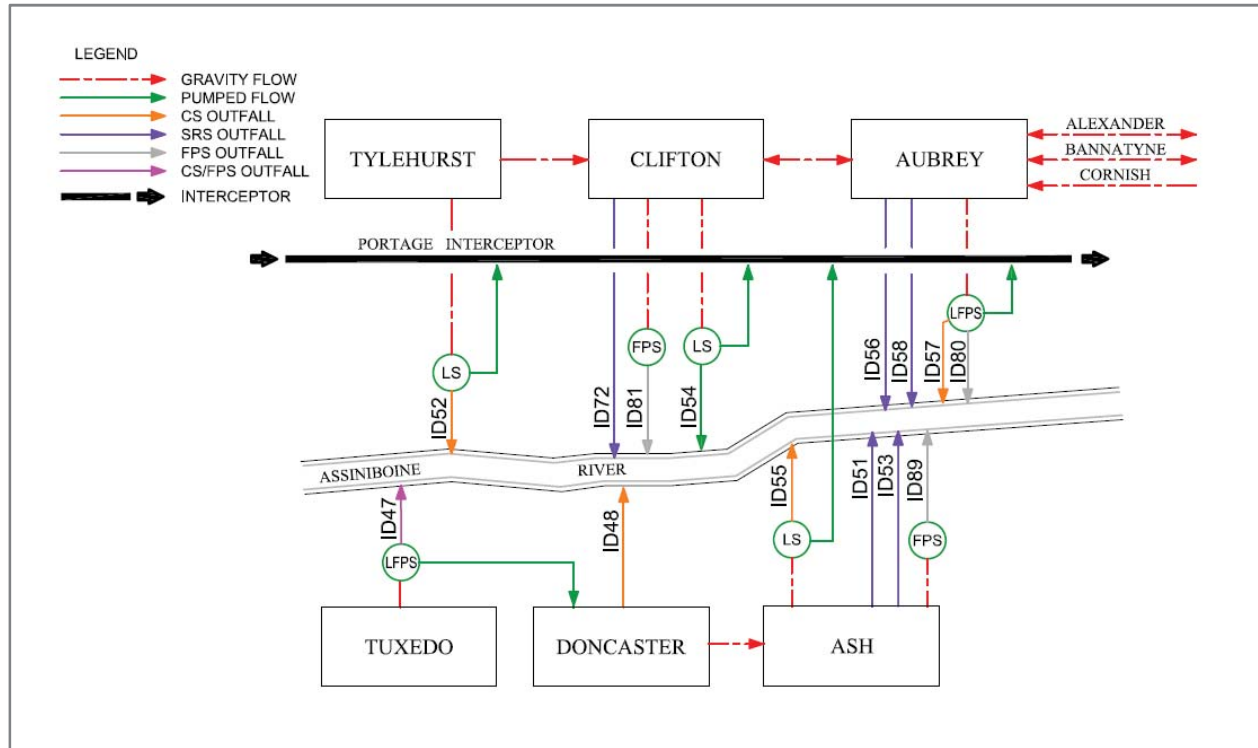 LEGEND
GRAVITY FLOW
PUMPED FLOW
CS OUTFALL
SRS OUTFALL
FPS OUTFALL
CS/FPS OUTFALL
INTERCEPTOR
TYLEHURST
CLIFTON
AUBREY
ALEXANDER
BANNATYNE
CORNISH
PORTAGE INTERCEPTOR
LS
FPS
LS
LFPS
ID52
ID72
ID81
ID54
ID56
ID58
ID57
ID80
ASSINIBOINE RIVER
ID47
ID48
ID55
ID51
ID53
ID89
LFPS
LS
FPS
TUXEDO
DONCASTER
ASH